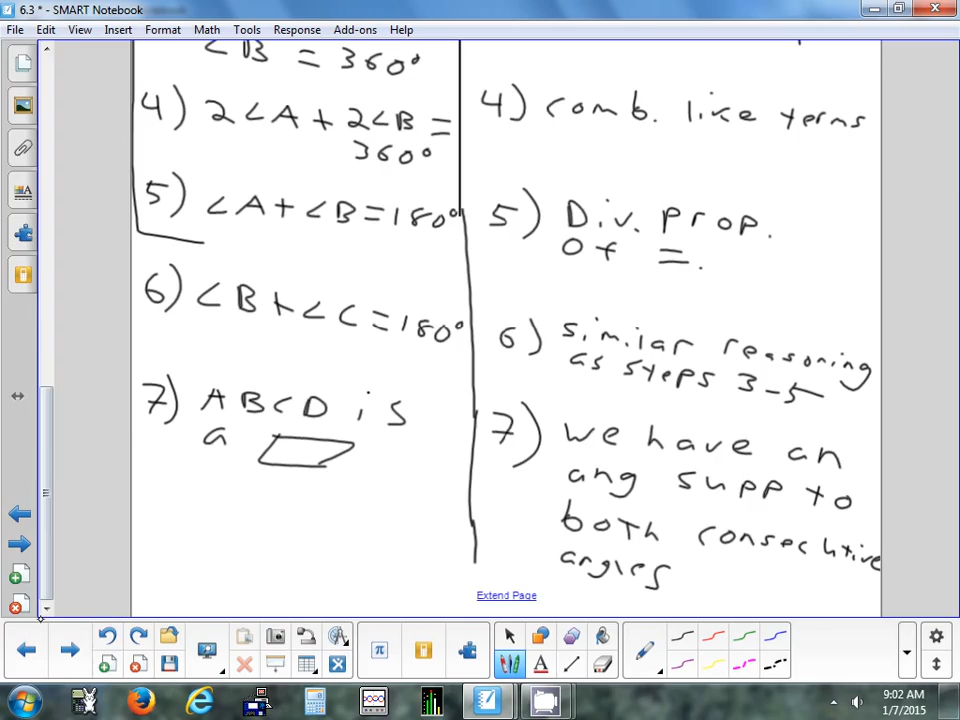 6.3 * - SMART Notebook
File Edit View Insert Format Math Tools Response Add-ons Help
<B = 360°
4) 2<A + 2<B =
360°
4) comb. like terms
5) <A + <B = 180°
5) Div. prop.
of =.
6) <B + <C = 180°
6) similar reasoning
as steps 3-5
7) ABCD is
a
7) we have an
ang supp to
both consecutive
angles
Extend Page
9:02 AM
1/7/2015